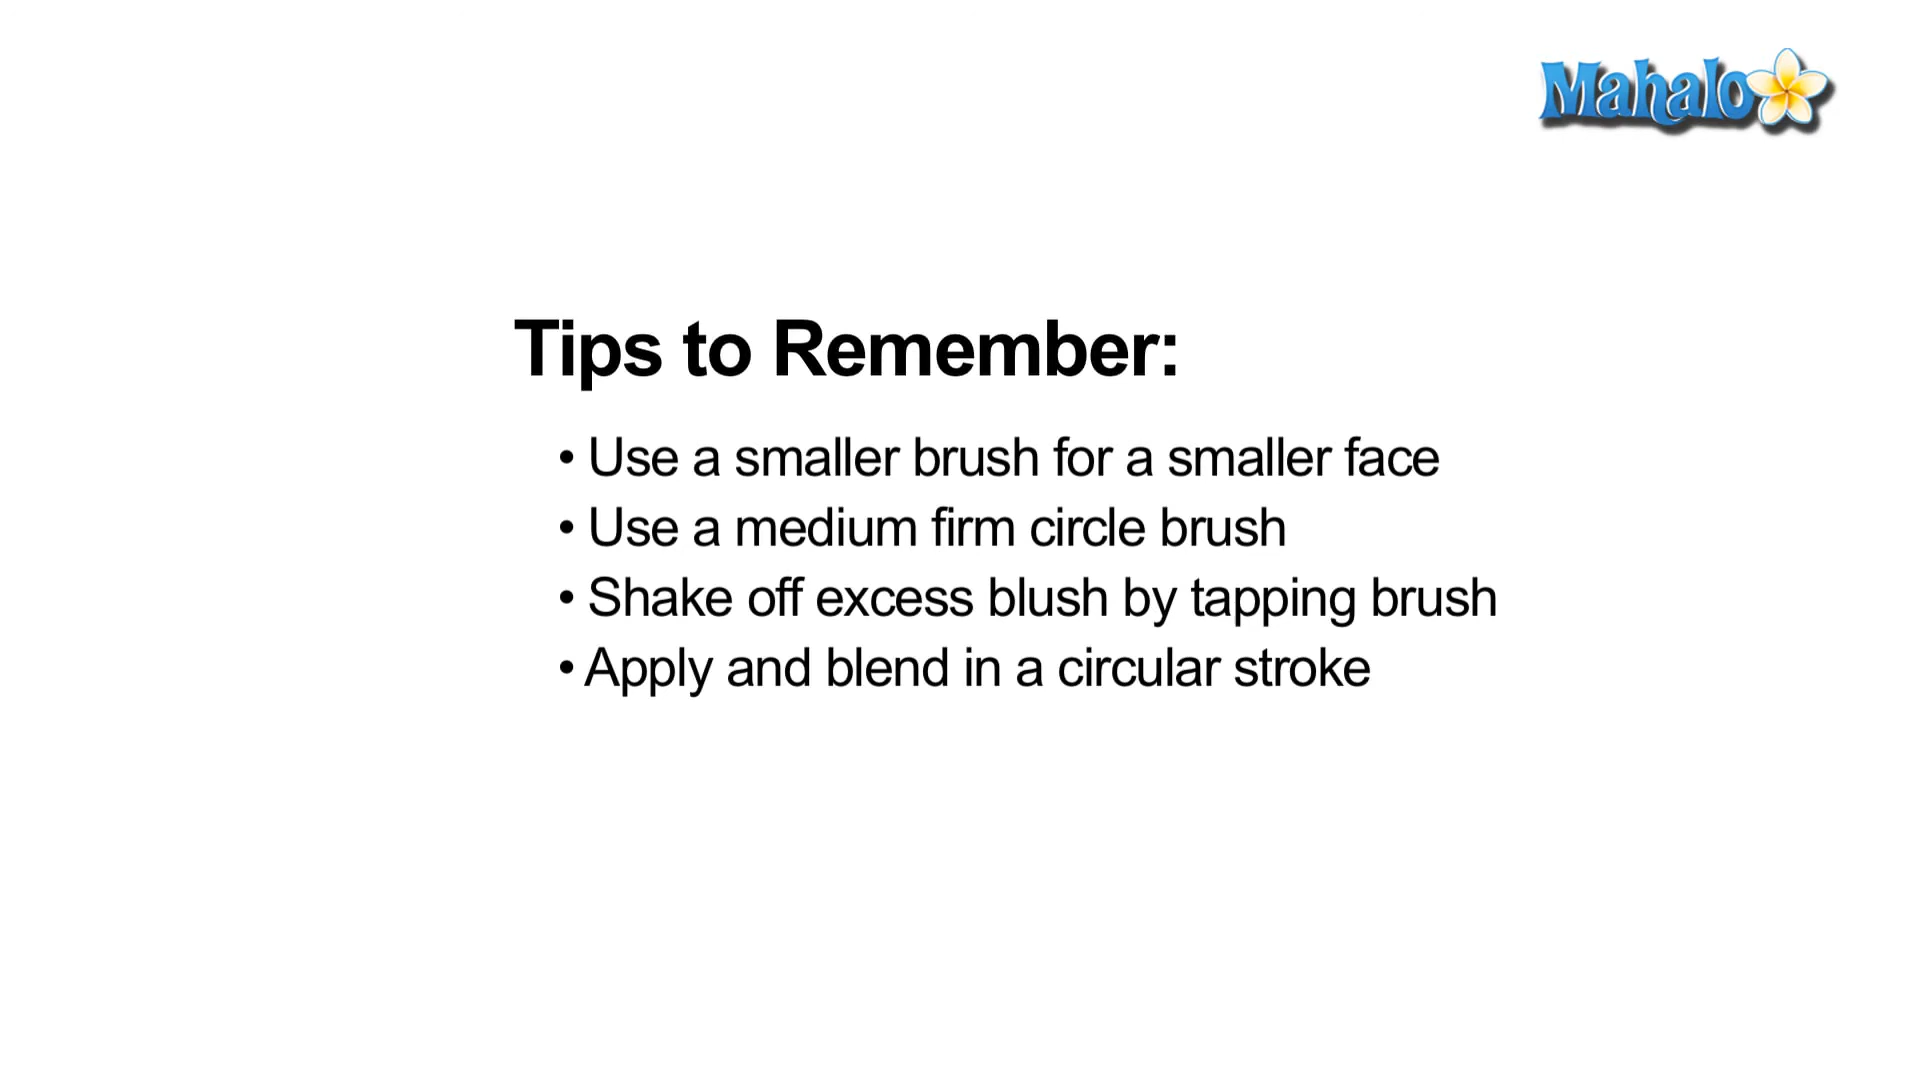 Mahalo
Tips to Remember:
• Use a smaller brush for a smaller face
• Use a medium firm circle brush
• Shake off excess blush by tapping brush
• Apply and blend in a circular stroke